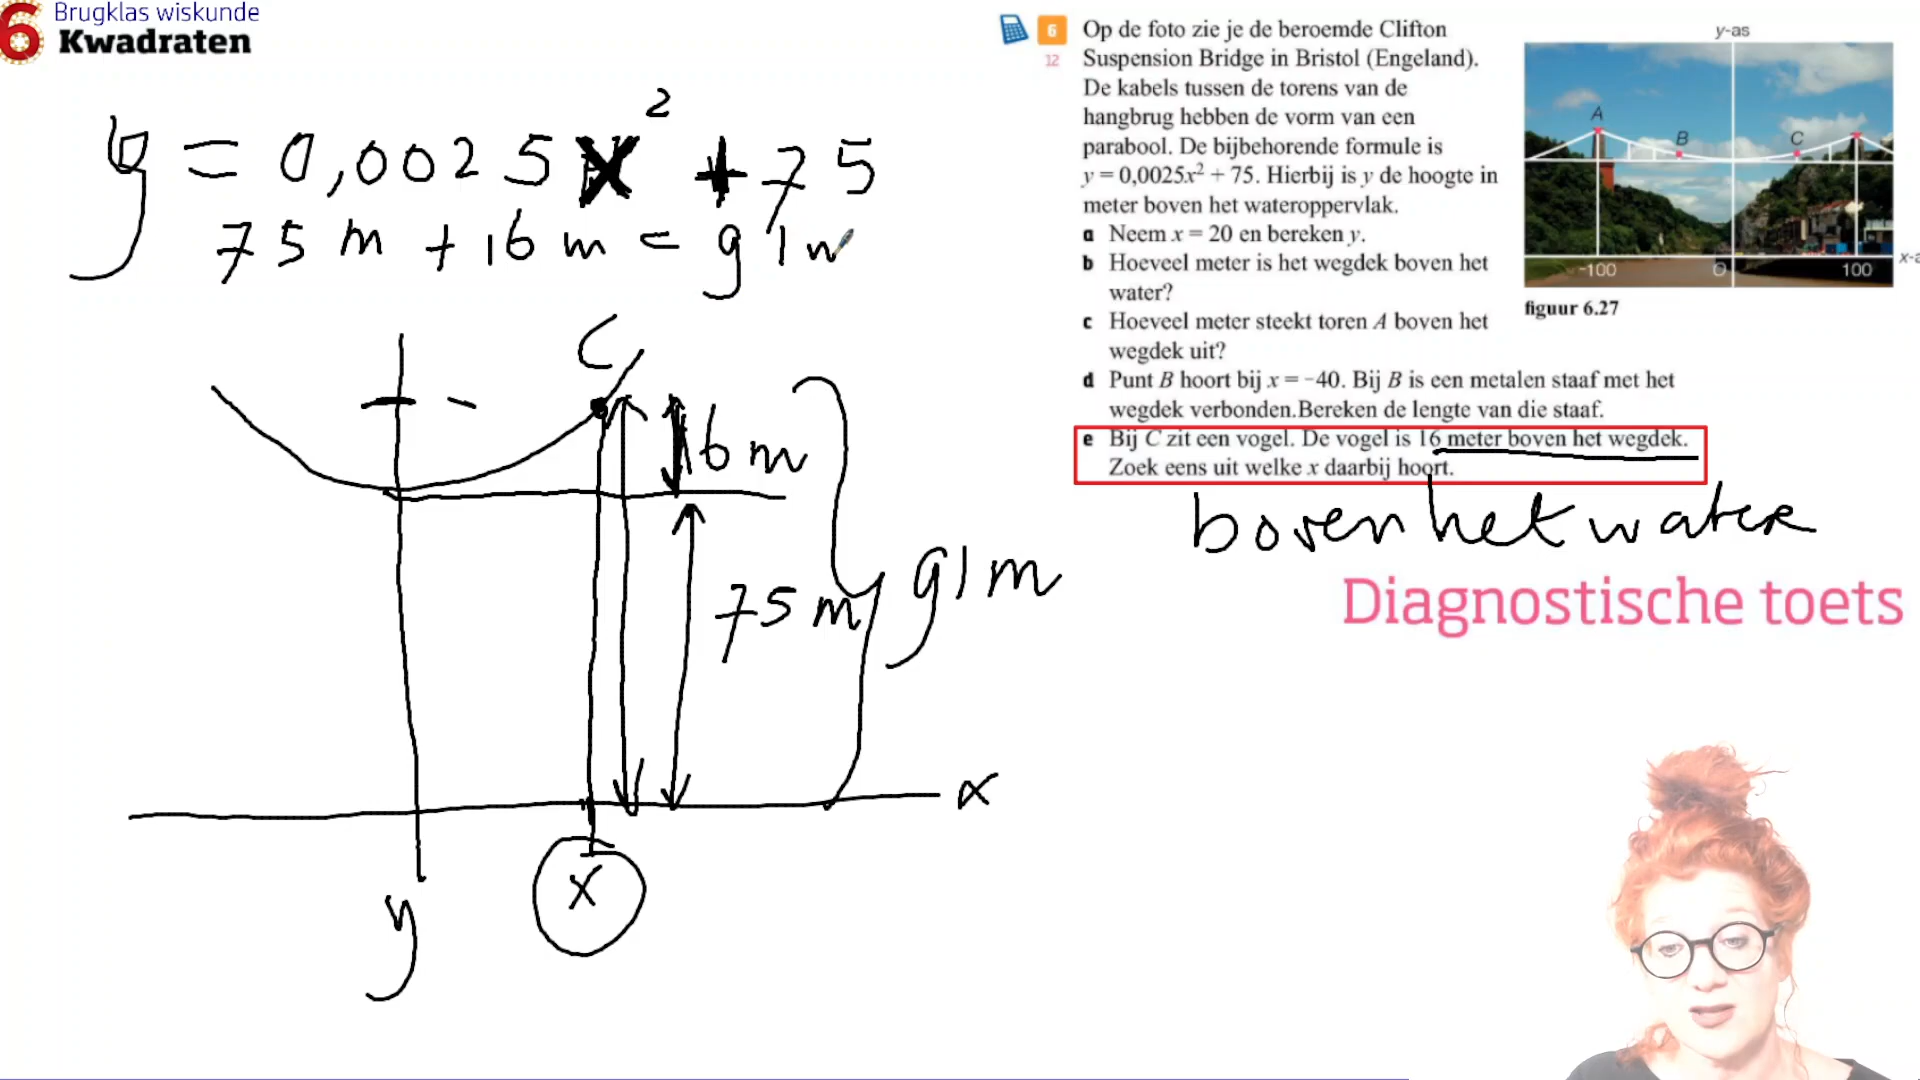 6 Brugklas wiskunde
Kwadraten
y = 0,0025x² + 75
75 m + 16 m = 91 m
C
16 m
75 m
91 m
x
x
y
6 Op de foto zie je de beroemde Clifton
12 Suspension Bridge in Bristol (Engeland).
De kabels tussen de torens van de
hangbrug hebben de vorm van een
parabool. De bijbehorende formule is
y = 0,0025x² + 75. Hierbij is y de hoogte in
meter boven het wateroppervlak.
a Neem x = 20 en bereken y.
b Hoeveel meter is het wegdek boven het
water?
c Hoeveel meter steekt toren A boven het
wegdek uit?
d Punt B hoort bij x = −40. Bij B is een metalen staaf met het
wegdek verbonden.Bereken de lengte van die staaf.
e Bij C zit een vogel. De vogel is 16 meter boven het wegdek.
Zoek eens uit welke x daarbij hoort.
y-as
A
B
C
-100
O
100
figuur 6.27
boven het water
Diagnostische toets